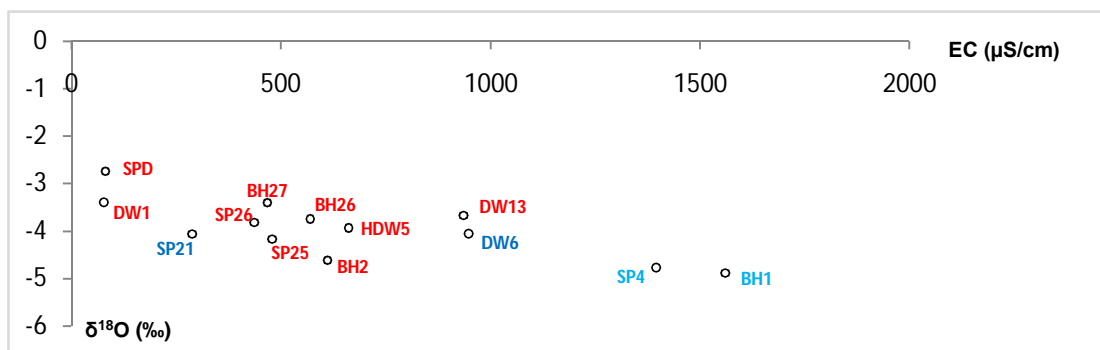 0
EC (µS/cm)
0 500 1000 1500 2000
-1
-2
SPD
-3
BH27
DW1 SP26 BH26 DW13
HDW5
-4
SP21 SP25 DW6
BH2
-5
SP4 BH1
-6
δ¹⁸O (‰)